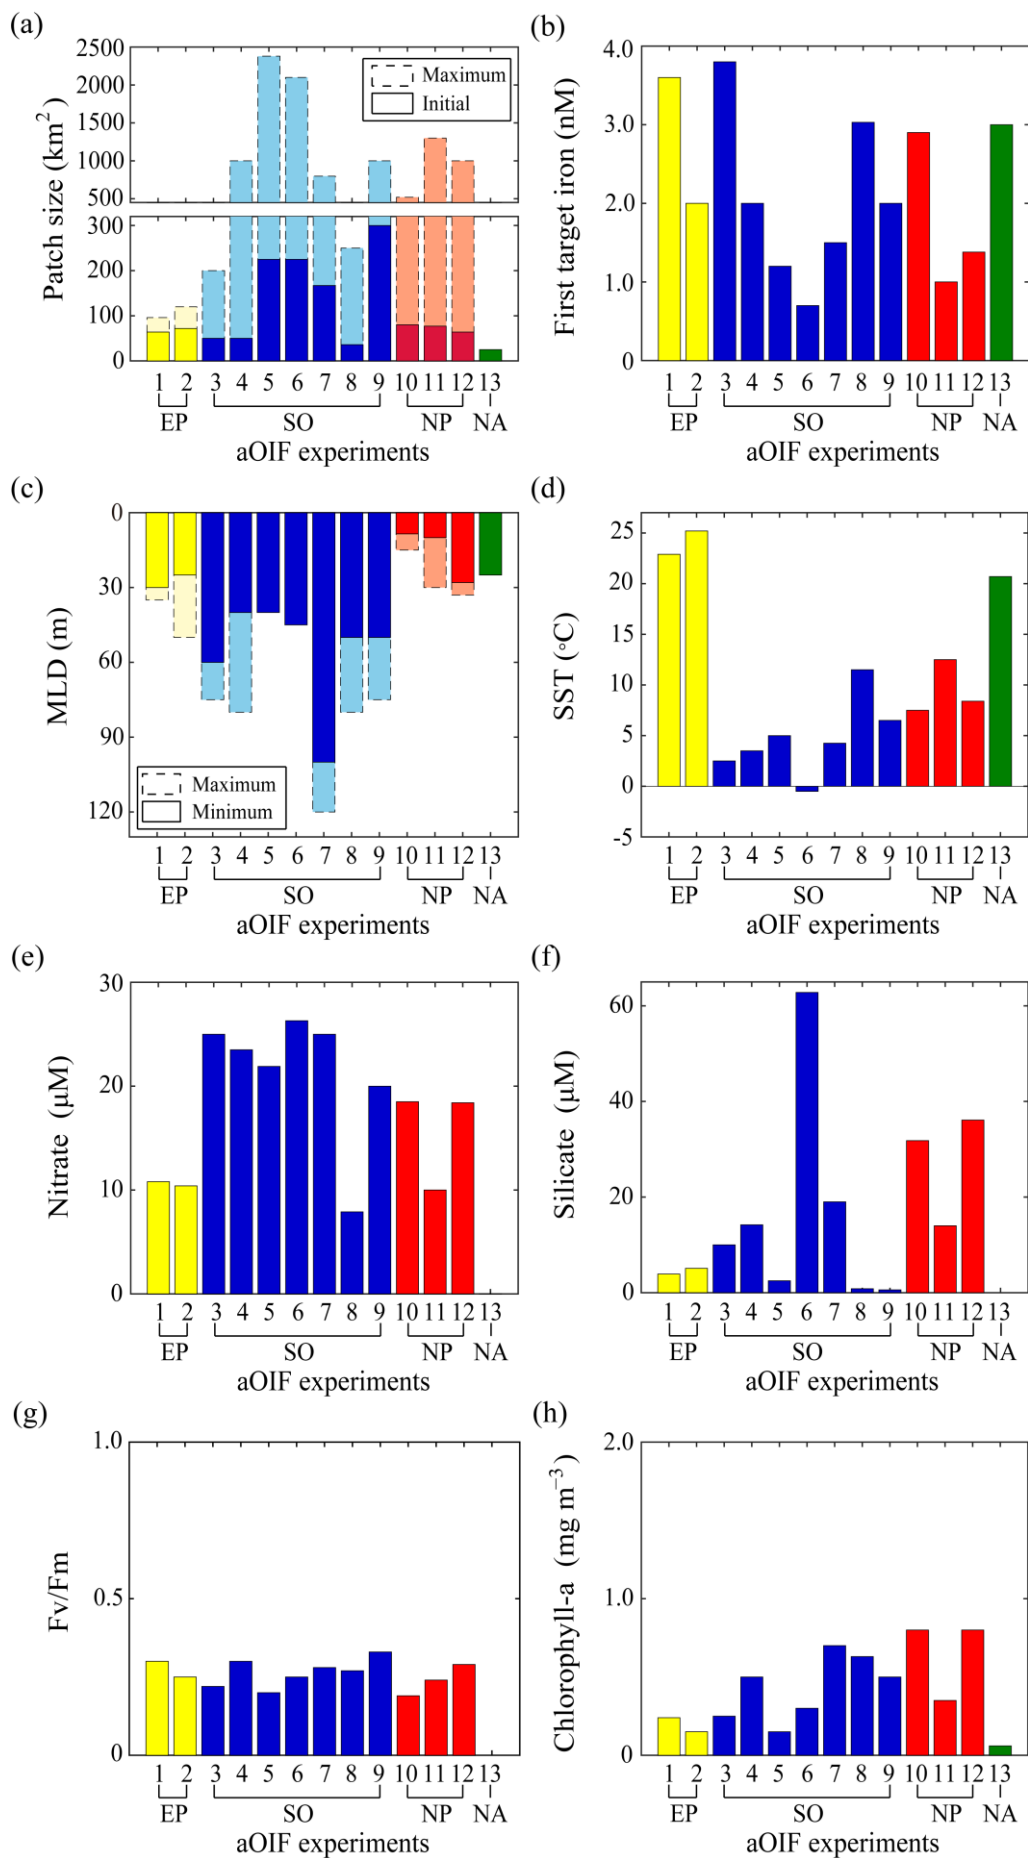 (a)
2500
2000
1500
1000
500
300
200
100
0
Patch size (km²)
Maximum
Initial
1 2 3 4 5 6 7 8 9 10 11 12 13
EP SO NP NA
aOIF experiments
(b)
4.0
3.0
2.0
1.0
0
First target iron (nM)
1 2 3 4 5 6 7 8 9 10 11 12 13
EP SO NP NA
aOIF experiments
(c)
0
30
60
90
120
MLD (m)
Maximum
Minimum
1 2 3 4 5 6 7 8 9 10 11 12 13
EP SO NP NA
aOIF experiments
(d)
25
20
15
10
5
0
-5
SST (°C)
1 2 3 4 5 6 7 8 9 10 11 12 13
EP SO NP NA
aOIF experiments
(e)
30
20
10
0
Nitrate (μM)
1 2 3 4 5 6 7 8 9 10 11 12 13
EP SO NP NA
aOIF experiments
(f)
60
40
20
0
Silicate (μM)
1 2 3 4 5 6 7 8 9 10 11 12 13
EP SO NP NA
aOIF experiments
(g)
1.0
0.5
0
Fv/Fm
1 2 3 4 5 6 7 8 9 10 11 12 13
EP SO NP NA
aOIF experiments
(h)
2.0
1.0
0
Chlorophyll-a (mg m⁻³)
1 2 3 4 5 6 7 8 9 10 11 12 13
EP SO NP NA
aOIF experiments